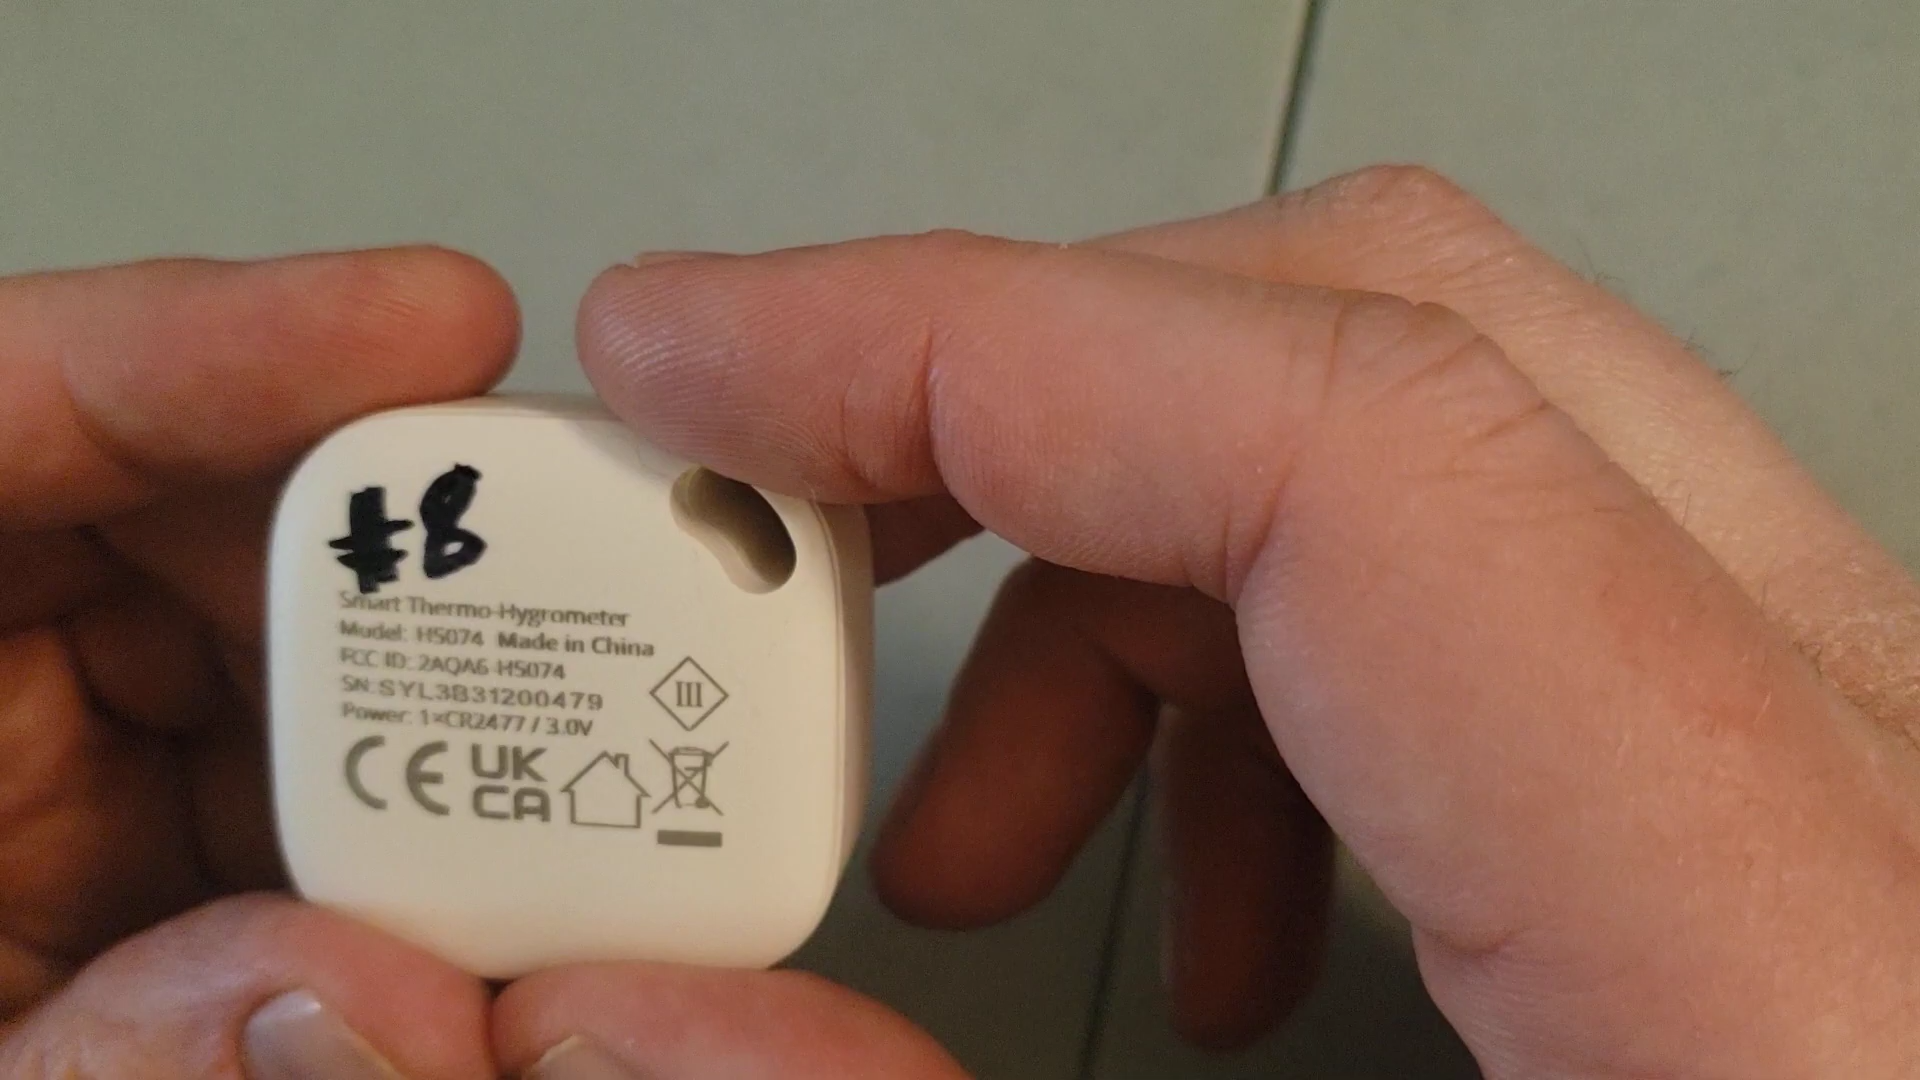 #8
Smart Thermo-Hygrometer
Model: H5074 Made in China
FCC ID: 2AQA6-H5074
SN:SYL3B31200479
Power: 1×CR2477 / 3.0V
III
CE UK
CA